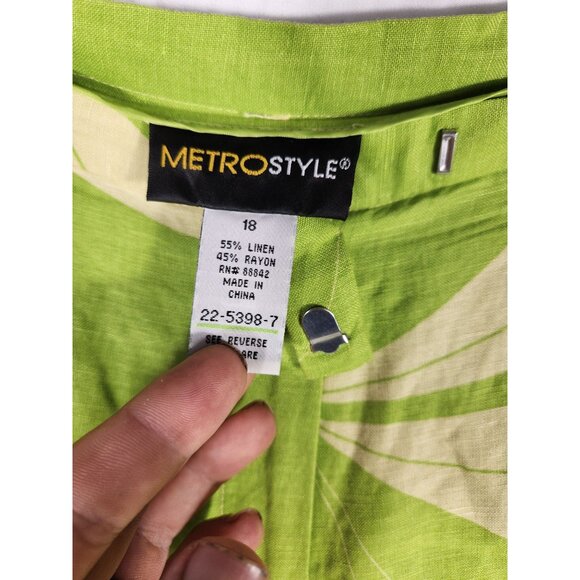 METROSTYLE®
18
55% LINEN
45% RAYON
RN# 88842
MADE IN
CHINA
22-5398-7
SEE REVERSE